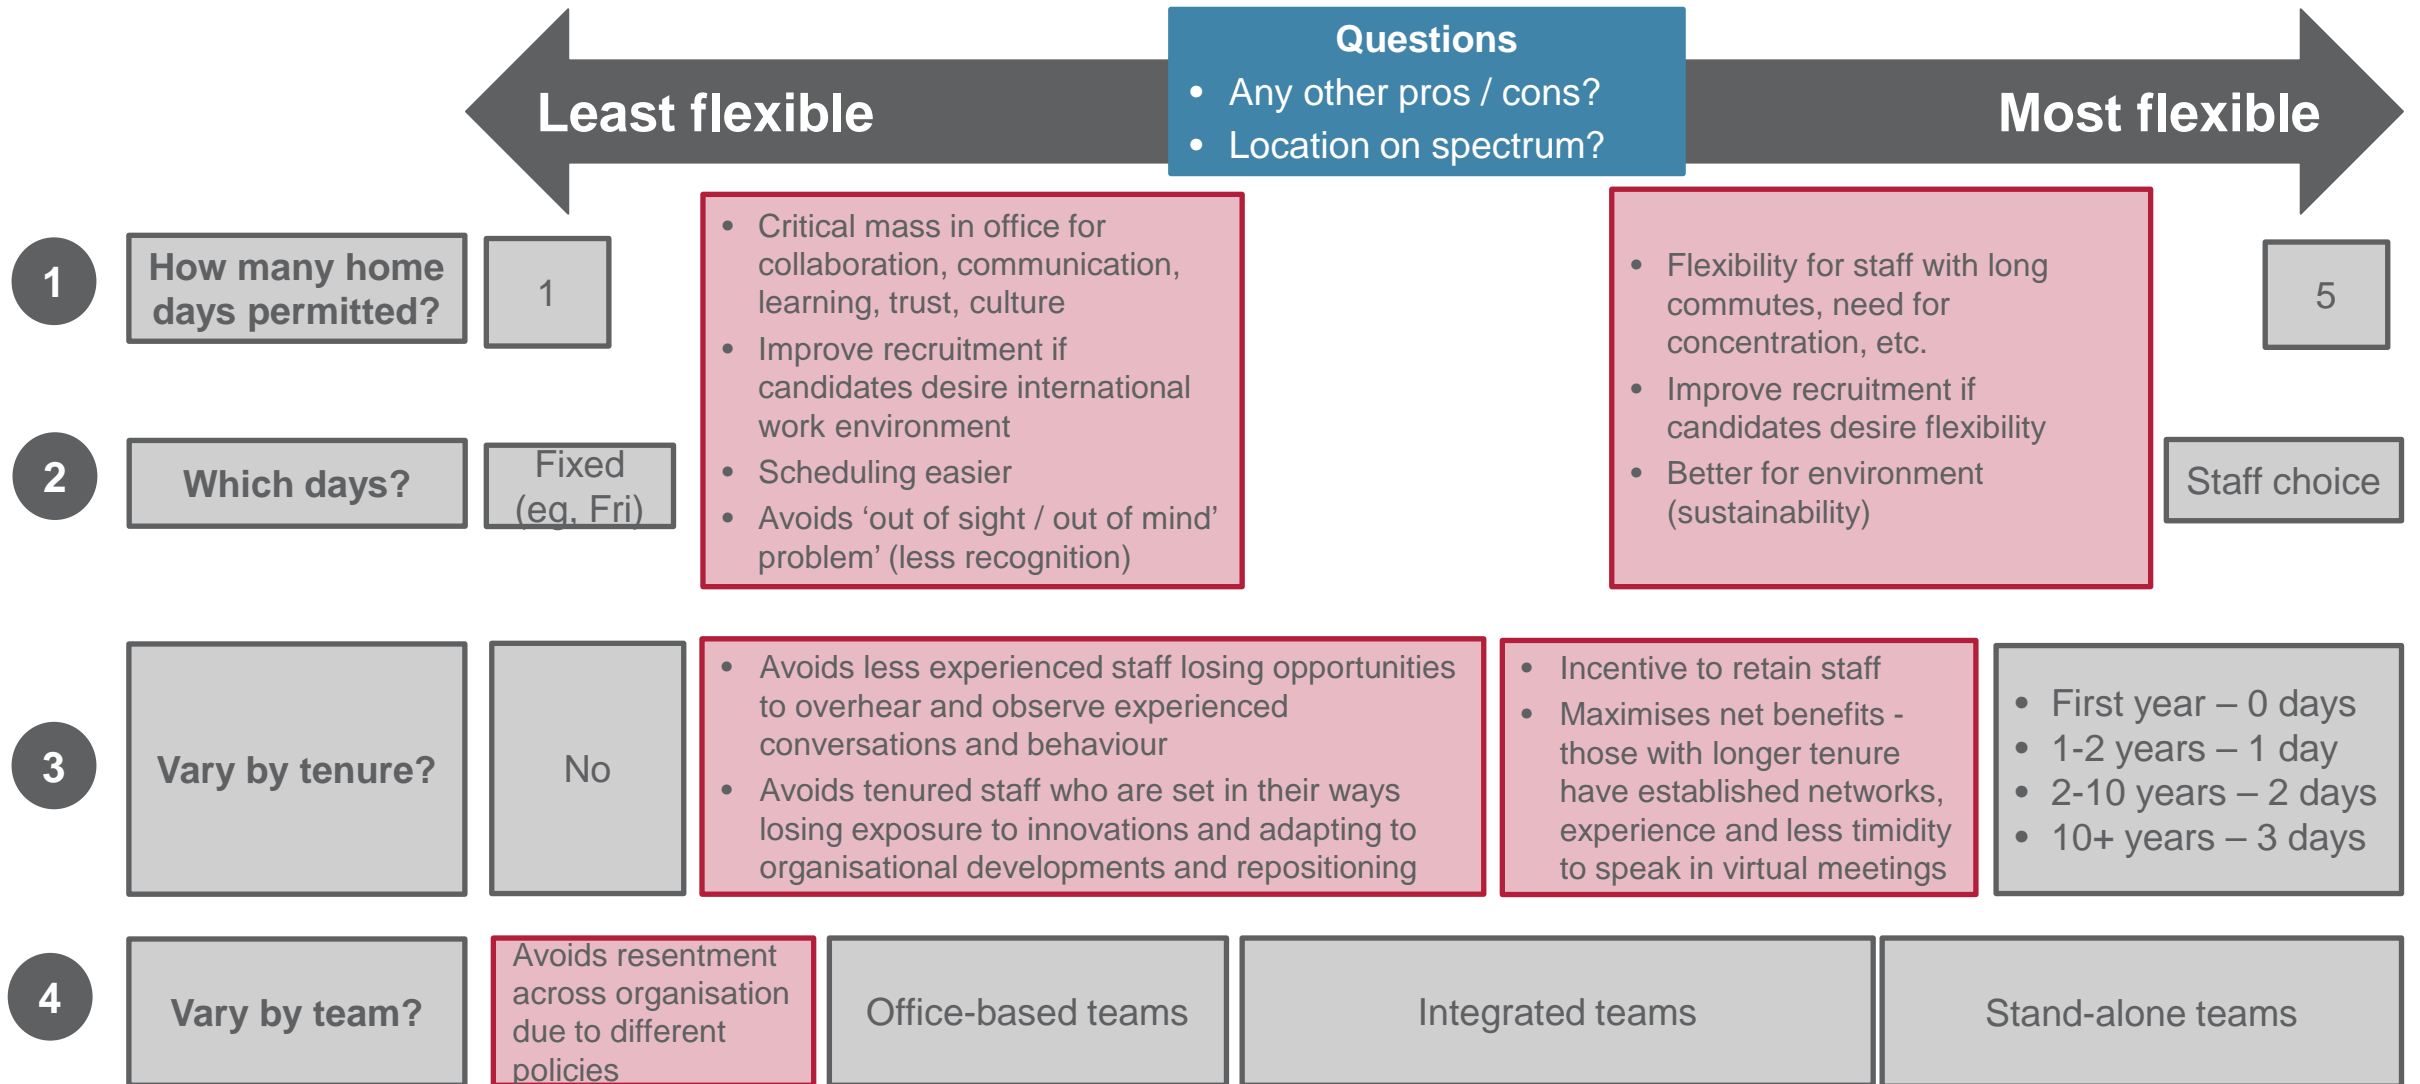 Least flexible
Questions
• Any other pros / cons?
• Location on spectrum?
Most flexible
1
How many home
days permitted?
1
• Critical mass in office for
collaboration, communication,
learning, trust, culture
• Improve recruitment if
candidates desire international
work environment
• Scheduling easier
• Avoids ‘out of sight / out of mind’
problem’ (less recognition)
• Flexibility for staff with long
commutes, need for
concentration, etc.
• Improve recruitment if
candidates desire flexibility
• Better for environment
(sustainability)
5
2
Which days?
Fixed
(eg, Fri)
Staff choice
3
Vary by tenure?
No
• Avoids less experienced staff losing opportunities
to overhear and observe experienced
conversations and behaviour
• Avoids tenured staff who are set in their ways
losing exposure to innovations and adapting to
organisational developments and repositioning
• Incentive to retain staff
• Maximises net benefits -
those with longer tenure
have established networks,
experience and less timidity
to speak in virtual meetings
• First year – 0 days
• 1-2 years – 1 day
• 2-10 years – 2 days
• 10+ years – 3 days
4
Vary by team?
Avoids resentment
across organisation
due to different
policies
Office-based teams
Integrated teams
Stand-alone teams